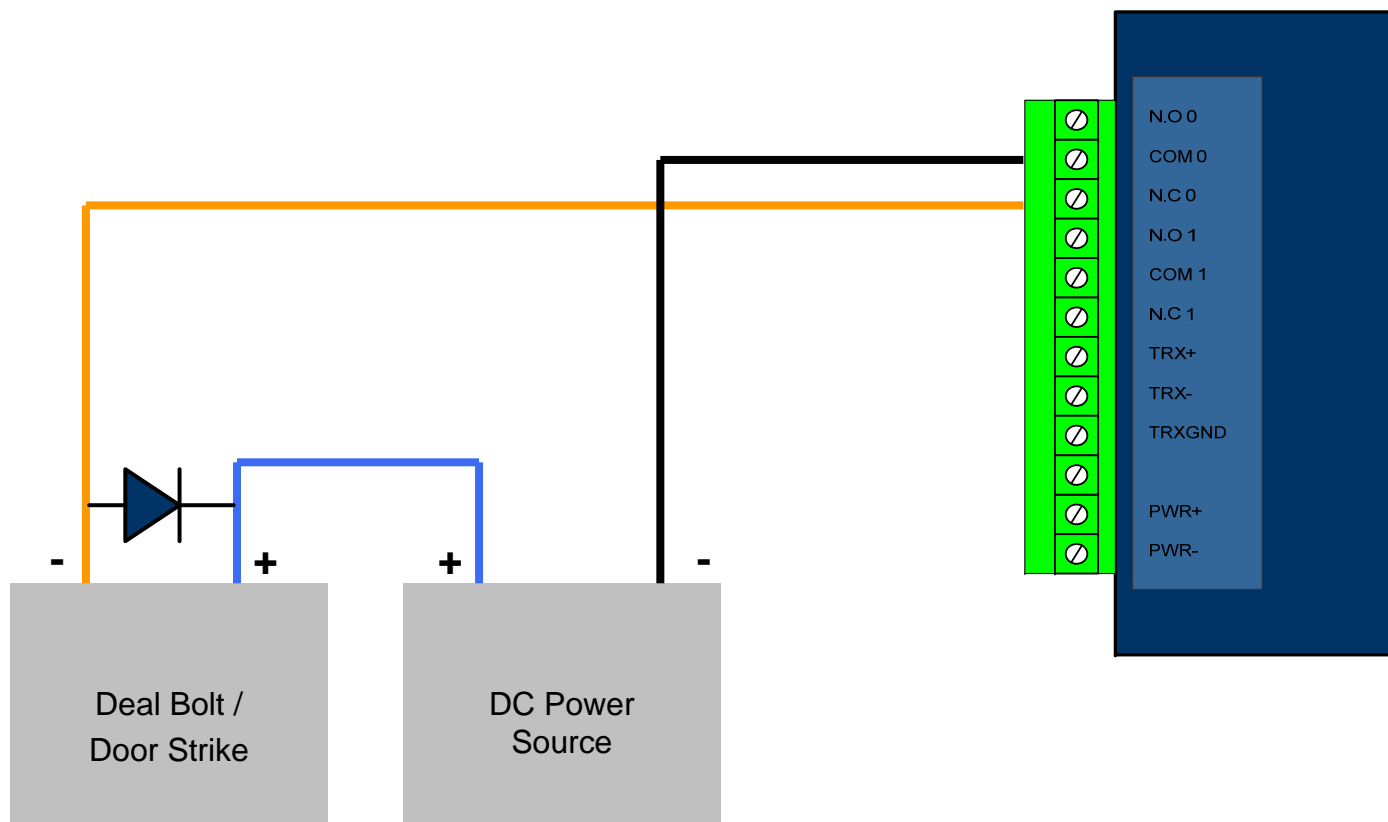 N.O 0
COM 0
N.C 0
N.O 1
COM 1
N.C 1
TRX+
TRX-
TRXGND
PWR+
PWR-
- + + -
Deal Bolt /
Door Strike
DC Power
Source